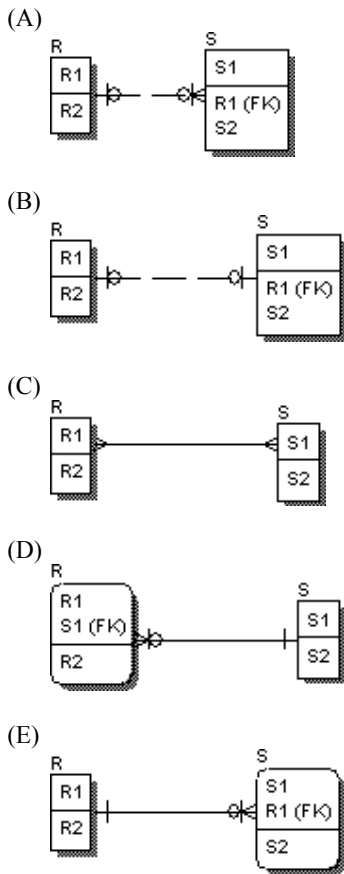 (A)
R
R1
R2
S
S1
R1 (FK)
S2
(B)
R
R1
R2
S
S1
R1 (FK)
S2
(C)
R
R1
R2
S
S1
S2
(D)
R
R1
S1 (FK)
R2
S
S1
S2
(E)
R
R1
R2
S
S1
R1 (FK)
S2